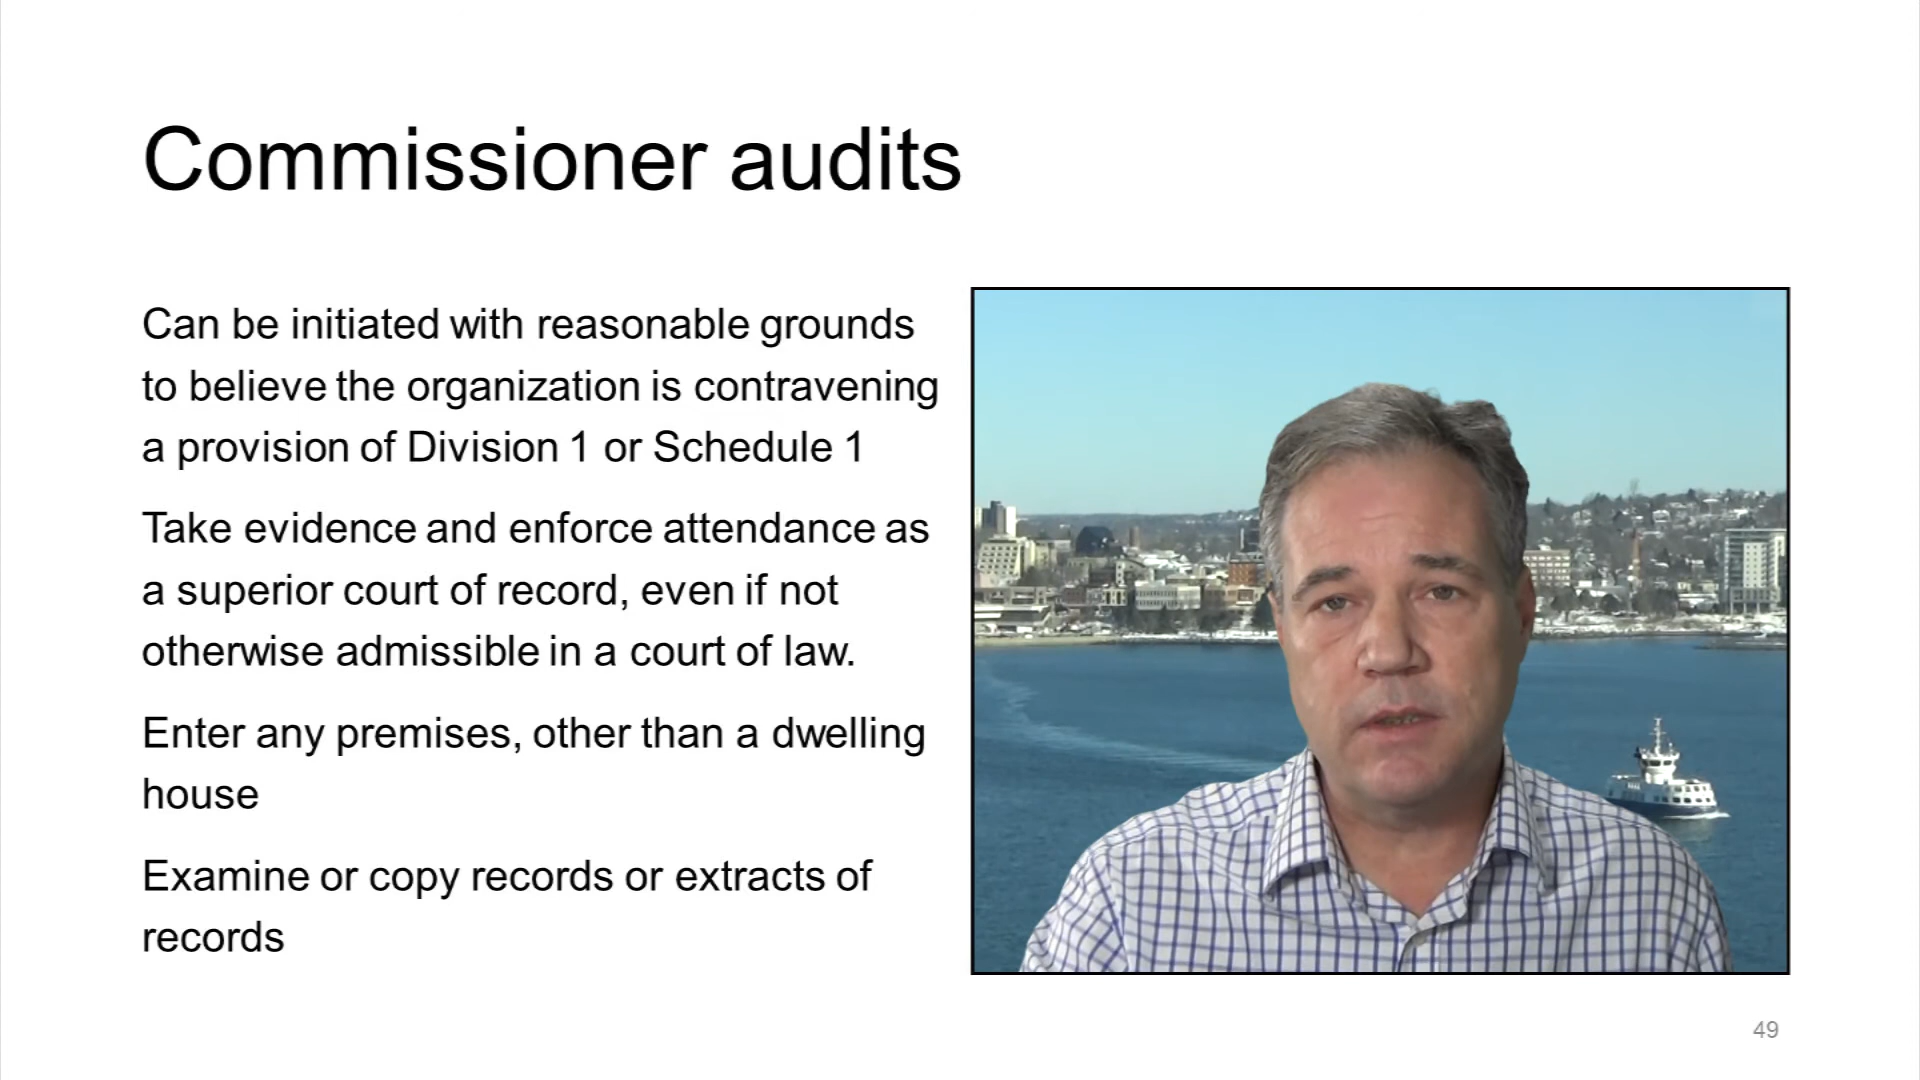 Commissioner audits
Can be initiated with reasonable grounds
to believe the organization is contravening
a provision of Division 1 or Schedule 1
Take evidence and enforce attendance as
a superior court of record, even if not
otherwise admissible in a court of law.
Enter any premises, other than a dwelling
house
Examine or copy records or extracts of
records
49